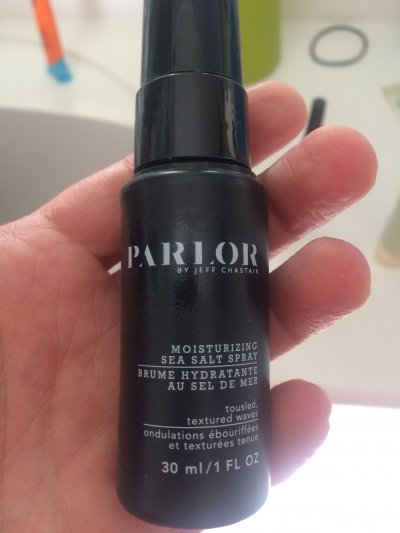 PARLOR
BY JEFF CHASTAIN
MOISTURIZING
SEA SALT SPRAY
BRUME HYDRATANTE
AU SEL DE MER
tousled,
textured waves
ondulations ébouriffées
et texturées tenue
30 ml/1 FL OZ